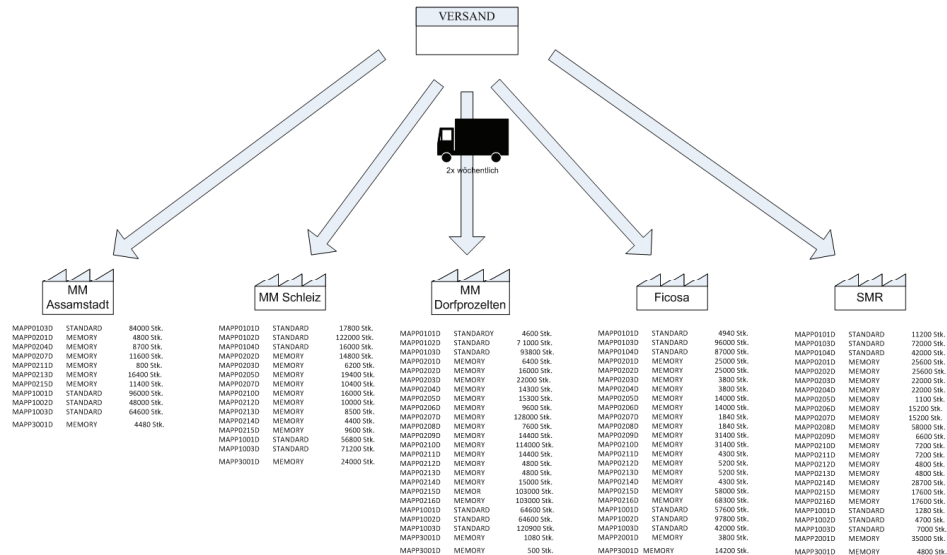 VERSAND
2x wöchentlich
MM
Assamstadt
MAPP0103D STANDARD 84000 Stk.
MAPP0201D MEMORY 4800 Stk.
MAPP0204D MEMORY 8700 Stk.
MAPP0207D MEMORY 11600 Stk.
MAPP0211D MEMORY 800 Stk.
MAPP0213D MEMORY 16400 Stk.
MAPP0215D MEMORY 11400 Stk.
MAPP1001D STANDARD 96000 Stk.
MAPP1002D STANDARD 48000 Stk.
MAPP1003D STANDARD 64600 Stk.
MAPP3001D MEMORY 4480 Stk.
MM Schleiz
MAPP0101D STANDARD 17800 Stk.
MAPP0102D STANDARD 122000 Stk.
MAPP0104D STANDARD 16000 Stk.
MAPP0202D MEMORY 14800 Stk.
MAPP0203D MEMORY 6200 Stk.
MAPP0205D MEMORY 19400 Stk.
MAPP0207D MEMORY 10400 Stk.
MAPP0210D MEMORY 16000 Stk.
MAPP0212D MEMORY 10000 Stk.
MAPP0213D MEMORY 8500 Stk.
MAPP0214D MEMORY 4400 Stk.
MAPP0215D MEMORY 9600 Stk.
MAPP1001D STANDARD 56800 Stk.
MAPP1003D STANDARD 71200 Stk.
MAPP3001D MEMORY 24000 Stk.
MM
Dorfprozelten
MAPP0101D STANDARDY 4600 Stk.
MAPP0102D STANDARD 7 1000 Stk.
MAPP0103D STANDARD 93800 Stk.
MAPP0201D MEMORY 6400 Stk.
MAPP0202D MEMORY 16000 Stk.
MAPP0203D MEMORY 22000 Stk.
MAPP0204D MEMORY 14300 Stk.
MAPP0205D MEMORY 15300 Stk.
MAPP0206D MEMORY 9600 Stk.
MAPP0207D MEMORY 128000 Stk.
MAPP0208D MEMORY 7600 Stk.
MAPP0209D MEMORY 14400 Stk.
MAPP0210D MEMORY 114000 Stk.
MAPP0211D MEMORY 14400 Stk.
MAPP0212D MEMORY 4800 Stk.
MAPP0213D MEMORY 4800 Stk.
MAPP0214D MEMORY 15000 Stk.
MAPP0215D MEMOR 103000 Stk.
MAPP0216D MEMORY 103000 Stk.
MAPP1001D STANDARD 64600 Stk.
MAPP1002D STANDARD 64600 Stk.
MAPP1003D STANDARD 120900 Stk.
MAPP3001D MEMORY 1080 Stk.
MAPP3001D MEMORY 500 Stk.
Ficosa
MAPP0101D STANDARD 4940 Stk.
MAPP0103D STANDARD 96000 Stk.
MAPP0104D STANDARD 87000 Stk.
MAPP0201D MEMORY 25000 Stk.
MAPP0202D MEMORY 25000 Stk.
MAPP0203D MEMORY 3800 Stk.
MAPP0204D MEMORY 3800 Stk.
MAPP0205D MEMORY 14000 Stk.
MAPP0206D MEMORY 14000 Stk.
MAPP0207D MEMORY 1840 Stk.
MAPP0208D MEMORY 1840 Stk.
MAPP0209D MEMORY 31400 Stk.
MAPP0210D MEMORY 31400 Stk.
MAPP0211D MEMORY 4300 Stk.
MAPP0212D MEMORY 5200 Stk.
MAPP0213D MEMORY 5200 Stk.
MAPP0214D MEMORY 4300 Stk.
MAPP0215D MEMORY 58000 Stk.
MAPP0216D MEMORY 68300 Stk.
MAPP1001D STANDARD 57600 Stk.
MAPP1002D STANDARD 97800 Stk.
MAPP1003D STANDARD 42000 Stk.
MAPP2001D MEMORY 3800 Stk.
MAPP3001D MEMORY 14200 Stk.
SMR
MAPP0101D STANDARD 11200 Stk.
MAPP0103D STANDARD 72000 Stk.
MAPP0104D STANDARD 42000 Stk.
MAPP0201D MEMORY 25600 Stk.
MAPP0202D MEMORY 25600 Stk.
MAPP0203D MEMORY 22000 Stk.
MAPP0204D MEMORY 22000 Stk.
MAPP0205D MEMORY 1100 Stk.
MAPP0206D MEMORY 15200 Stk.
MAPP0207D MEMORY 15200 Stk.
MAPP0208D MEMORY 58000 Stk.
MAPP0209D MEMORY 6600 Stk.
MAPP0210D MEMORY 7200 Stk.
MAPP0211D MEMORY 7200 Stk.
MAPP0212D MEMORY 4800 Stk.
MAPP0213D MEMORY 4800 Stk.
MAPP0214D MEMORY 28700 Stk.
MAPP0215D MEMORY 17600 Stk.
MAPP0216D MEMORY 17600 Stk.
MAPP1001D STANDARD 1280 Stk.
MAPP1002D STANDARD 4700 Stk.
MAPP1003D STANDARD 7000 Stk.
MAPP2001D MEMORY 35000 Stk.
MAPP3001D MEMORY 4800 Stk.